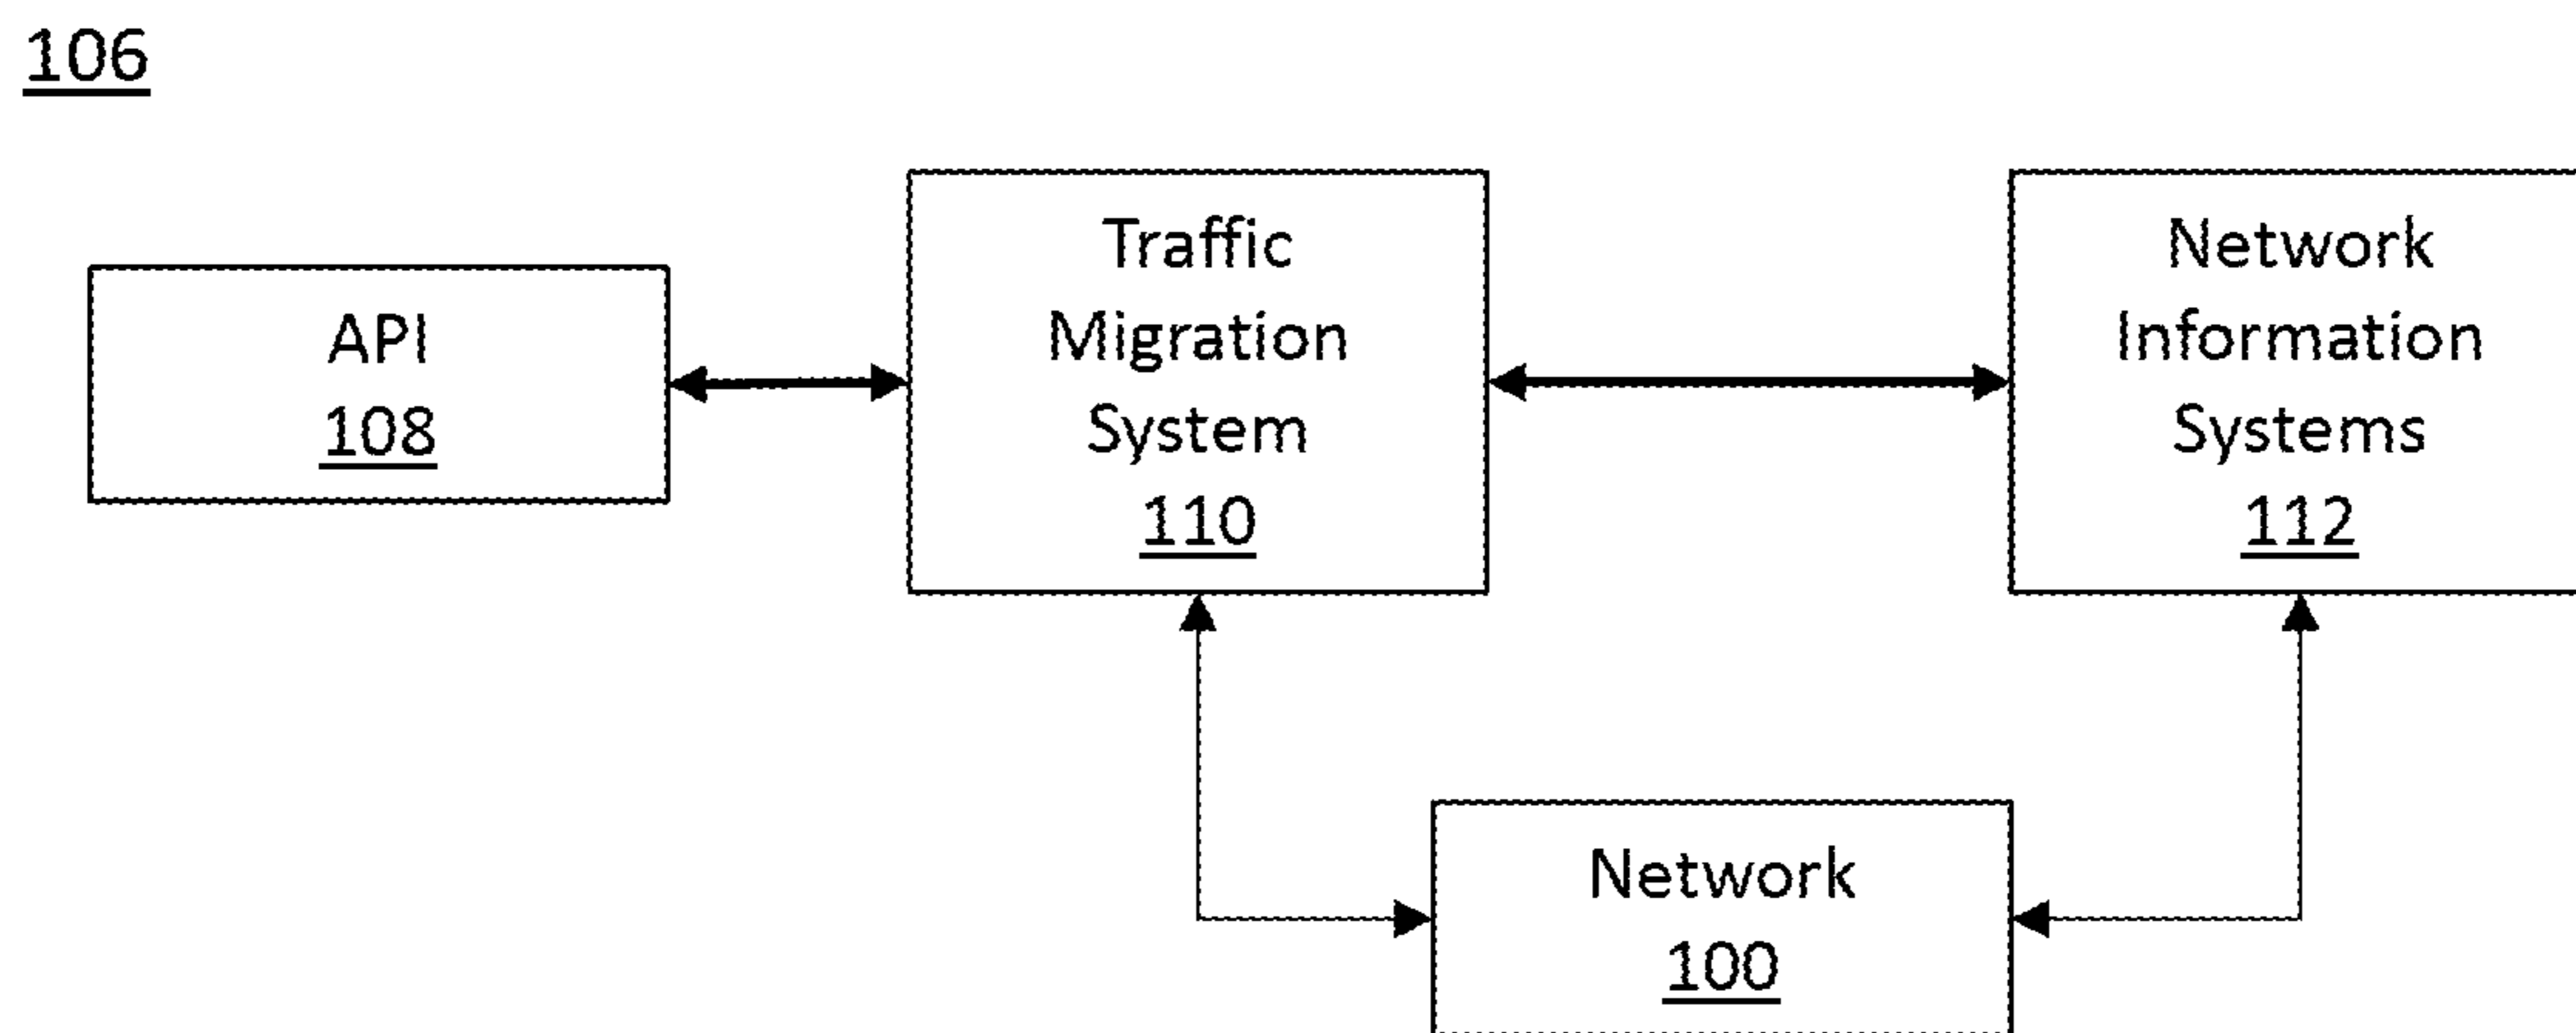 106
API
108
Traffic
Migration
System
110
Network
Information
Systems
112
Network
100